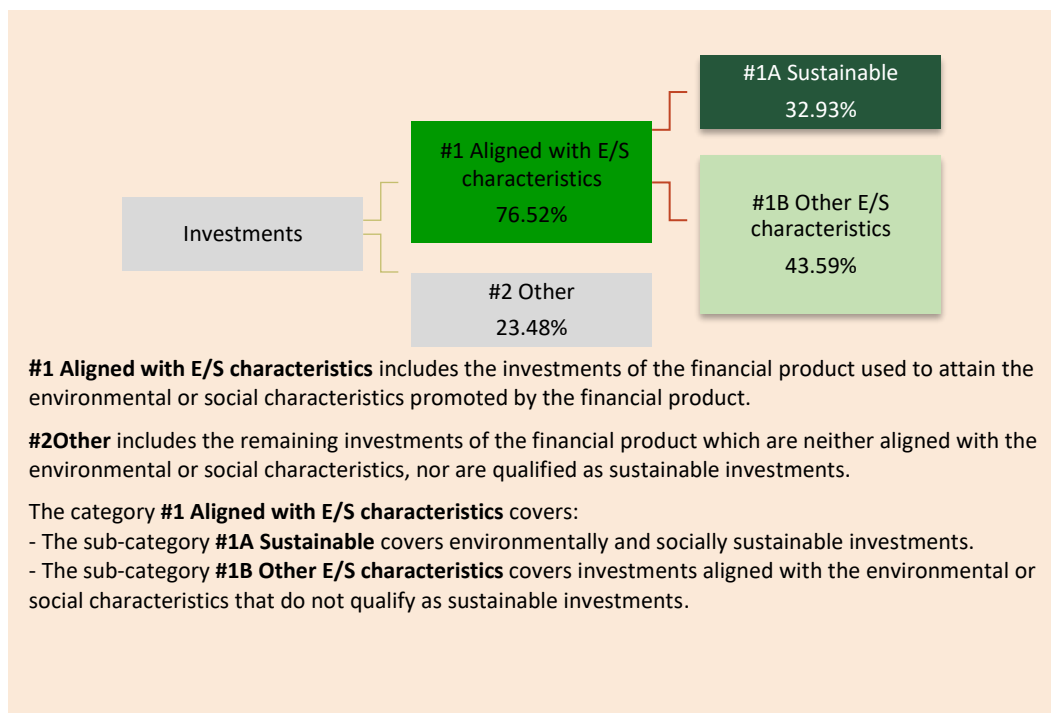 #1A Sustainable
32.93%
#1 Aligned with E/S
characteristics
76.52%
#1B Other E/S
characteristics
43.59%
Investments
#2 Other
23.48%
#1 Aligned with E/S characteristics includes the investments of the financial product used to attain the
environmental or social characteristics promoted by the financial product.
#2Other includes the remaining investments of the financial product which are neither aligned with the
environmental or social characteristics, nor are qualified as sustainable investments.
The category #1 Aligned with E/S characteristics covers:
- The sub-category #1A Sustainable covers environmentally and socially sustainable investments.
- The sub-category #1B Other E/S characteristics covers investments aligned with the environmental or
social characteristics that do not qualify as sustainable investments.